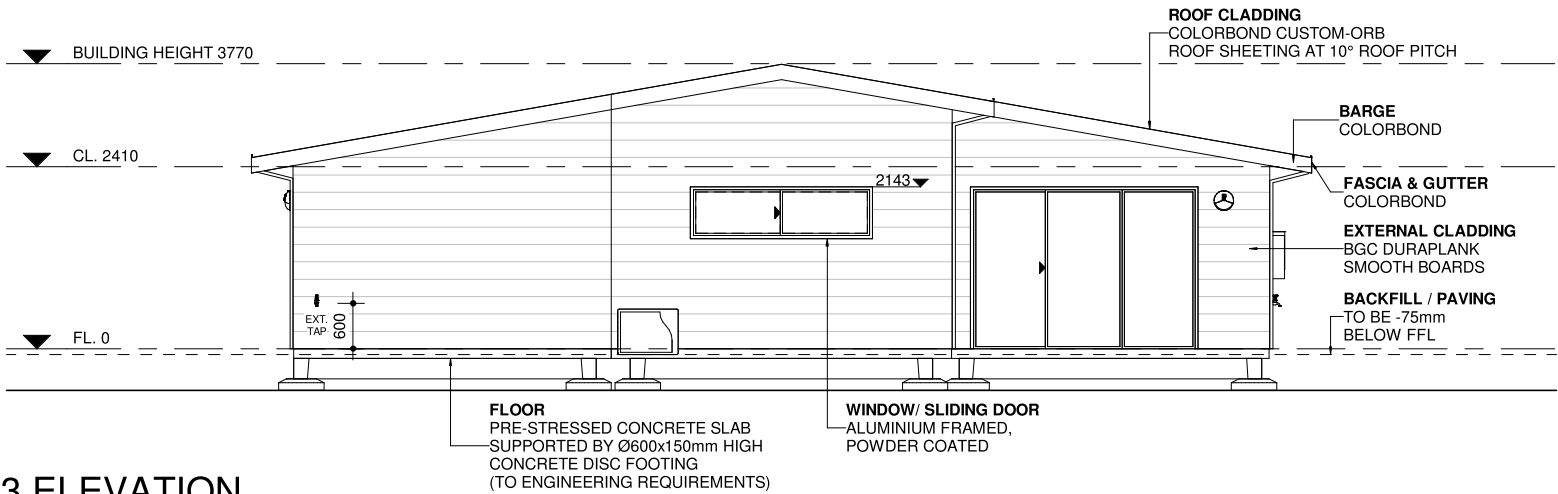 ROOF CLADDING
COLORBOND CUSTOM-ORB
ROOF SHEETING AT 10° ROOF PITCH
BUILDING HEIGHT 3770
BARGE
COLORBOND
CL. 2410
2143
FASCIA & GUTTER
COLORBOND
EXTERNAL CLADDING
BGC DURAPLANK
SMOOTH BOARDS
BACKFILL / PAVING
TO BE -75mm
BELOW FFL
EXT.
TAP
600
FL. 0
FLOOR
PRE-STRESSED CONCRETE SLAB
SUPPORTED BY Ø600x150mm HIGH
CONCRETE DISC FOOTING
(TO ENGINEERING REQUIREMENTS)
WINDOW/ SLIDING DOOR
ALUMINIUM FRAMED,
POWDER COATED
3 ELEVATION